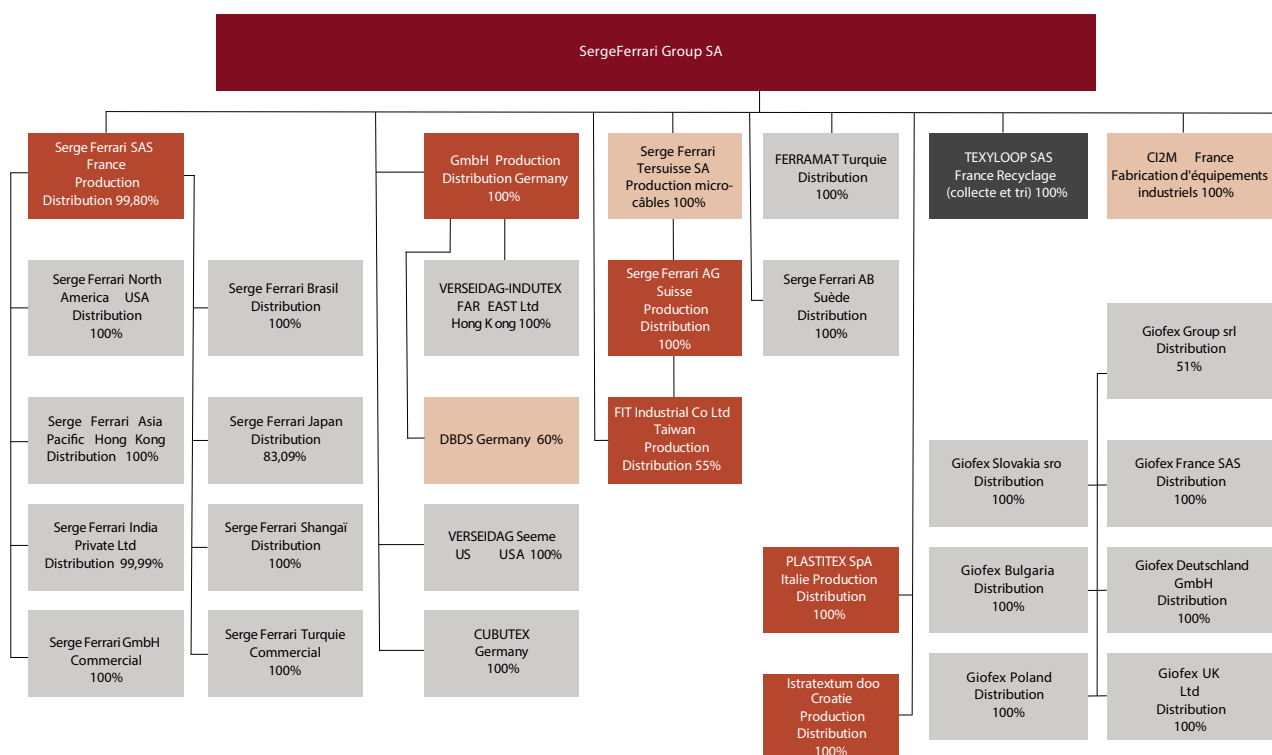 SergeFerrari Group SA
Serge Ferrari SAS
France
Production
Distribution 99,80%
GmbH Production
Distribution Germany
100%
Serge Ferrari
Tersuisse SA
Production micro-
câbles 100%
FERRAMAT Turquie
Distribution
100%
TEXYLOOP SAS
France Recyclage
(collecte et tri) 100%
CI2M France
Fabrication d'équipements
industriels 100%
Serge Ferrari North
America USA
Distribution
100%
Serge Ferrari Brasil
Distribution
100%
VERSEIDAG-INDUTEX
FAR EAST Ltd
Hong Kong 100%
Serge Ferrari AG
Suisse
Production
Distribution
100%
Serge Ferrari AB
Suède
Distribution
100%
Giofex Group srl
Distribution
51%
Serge Ferrari Asia
Pacific Hong Kong
Distribution 100%
Serge Ferrari Japan
Distribution
83,09%
DBDS Germany 60%
FIT Industrial Co Ltd
Taiwan
Production
Distribution 55%
Giofex Slovakia sro
Distribution
100%
Giofex France SAS
Distribution
100%
Serge Ferrari India
Private Ltd
Distribution 99,99%
Serge Ferrari Shangaï
Distribution
100%
VERSEIDAG Seeme
US USA 100%
PLASTITEX SpA
Italie Production
Distribution
100%
Giofex Bulgaria
Distribution
100%
Giofex Deutschland
GmbH
Distribution
100%
Serge Ferrari GmbH
Commercial
100%
Serge Ferrari Turquie
Commercial
100%
CUBUTEX
Germany
100%
Istratextum doo
Croatie
Production
Distribution
100%
Giofex Poland
Distribution
100%
Giofex UK
Ltd
Distribution
100%